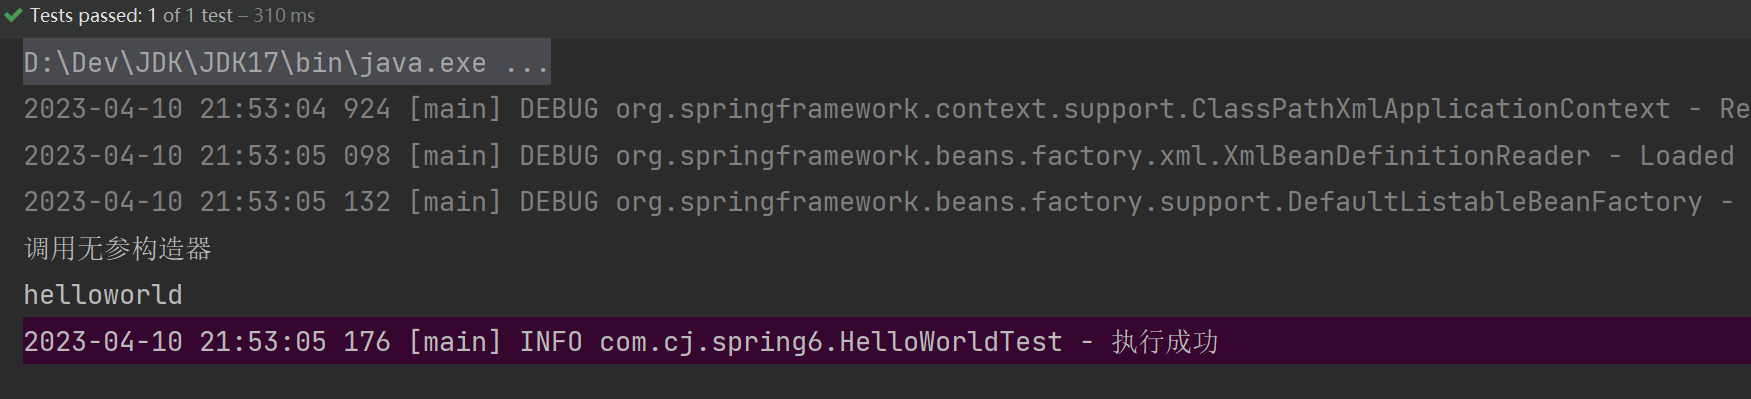 Tests passed: 1 of 1 test – 310 ms
D:\Dev\JDK\JDK17\bin\java.exe ...
2023-04-10 21:53:04 924 [main] DEBUG org.springframework.context.support.ClassPathXmlApplicationContext - Re
2023-04-10 21:53:05 098 [main] DEBUG org.springframework.beans.factory.xml.XmlBeanDefinitionReader - Loaded
2023-04-10 21:53:05 132 [main] DEBUG org.springframework.beans.factory.support.DefaultListableBeanFactory -
调用无参构造器
helloworld
2023-04-10 21:53:05 176 [main] INFO com.cj.spring6.HelloWorldTest - 执行成功